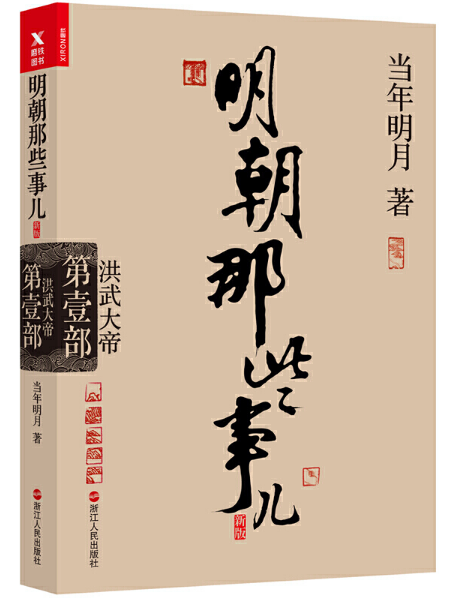 磨铁图书
XIRON
明朝那些事儿
新版
第壹部
洪武大帝
当年明月 著
浙江人民出版社
明朝那些事儿
新版
当年明月 著
第壹部
洪武大帝
浙江人民出版社